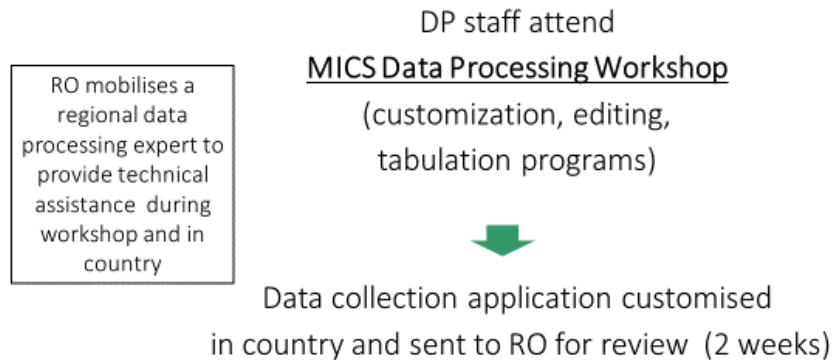 DP staff attend
MICS Data Processing Workshop
(customization, editing,
tabulation programs)
RO mobilises a
regional data
processing expert to
provide technical
assistance during
workshop and in
country
Data collection application customised
in country and sent to RO for review (2 weeks)